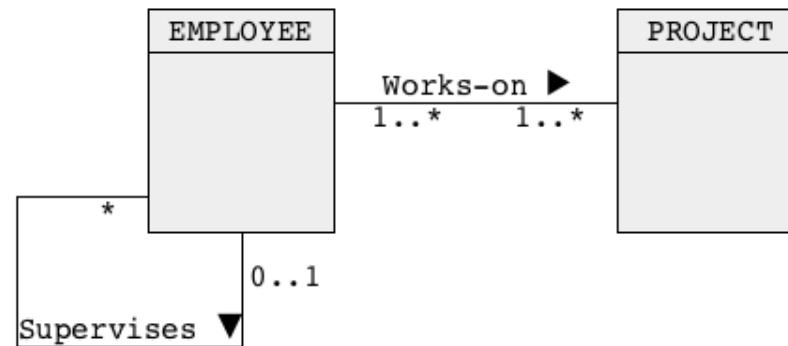 EMPLOYEE
PROJECT
Works-on ▶
1..*
1..*
*
0..1
Supervises ▼